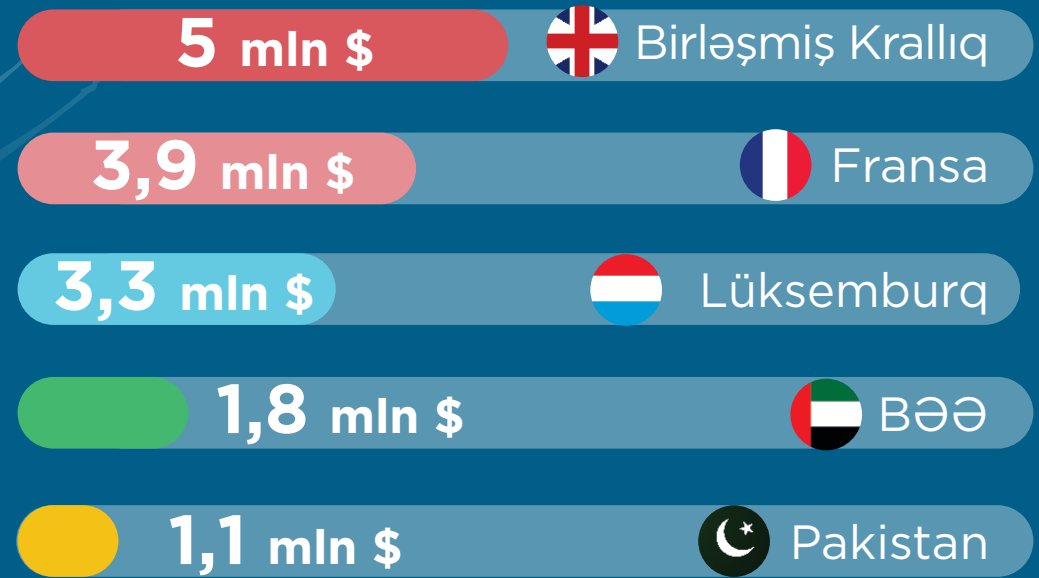 5 mln $ Birləşmiş Krallıq
3,9 mln $ Fransa
3,3 mln $ Lüksemburq
1,8 mln $ BƏƏ
1,1 mln $ Pakistan